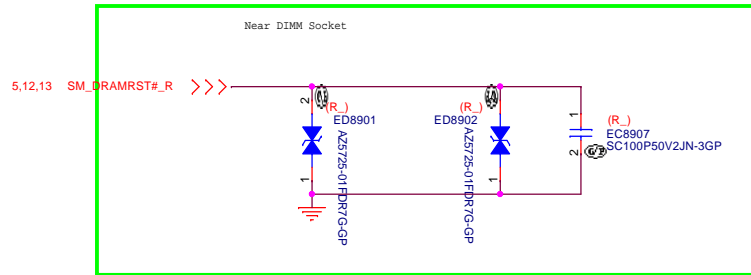 Near DIMM Socket
5,12,13 SM_DRAMRST#_R
2
(R_)
ED8901
AZ5725-01FDR7G-GP
1
2
(R_)
ED8902
AZ5725-01FDR7G-GP
1
1
(R_)
EC8907
SC100P50V2JN-3GP
2